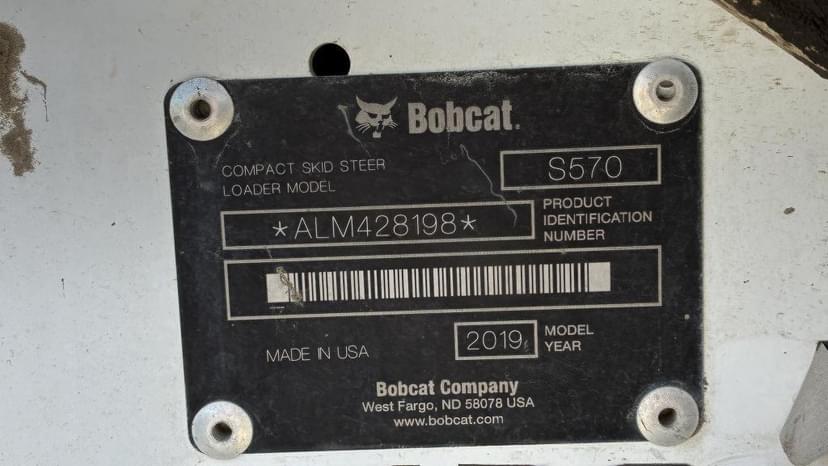 Bobcat.
COMPACT SKID STEER
LOADER MODEL
S570
*ALM428198*
PRODUCT
IDENTIFICATION
NUMBER
MADE IN USA
2019
MODEL
YEAR
Bobcat Company
West Fargo, ND 58078 USA
www.bobcat.com